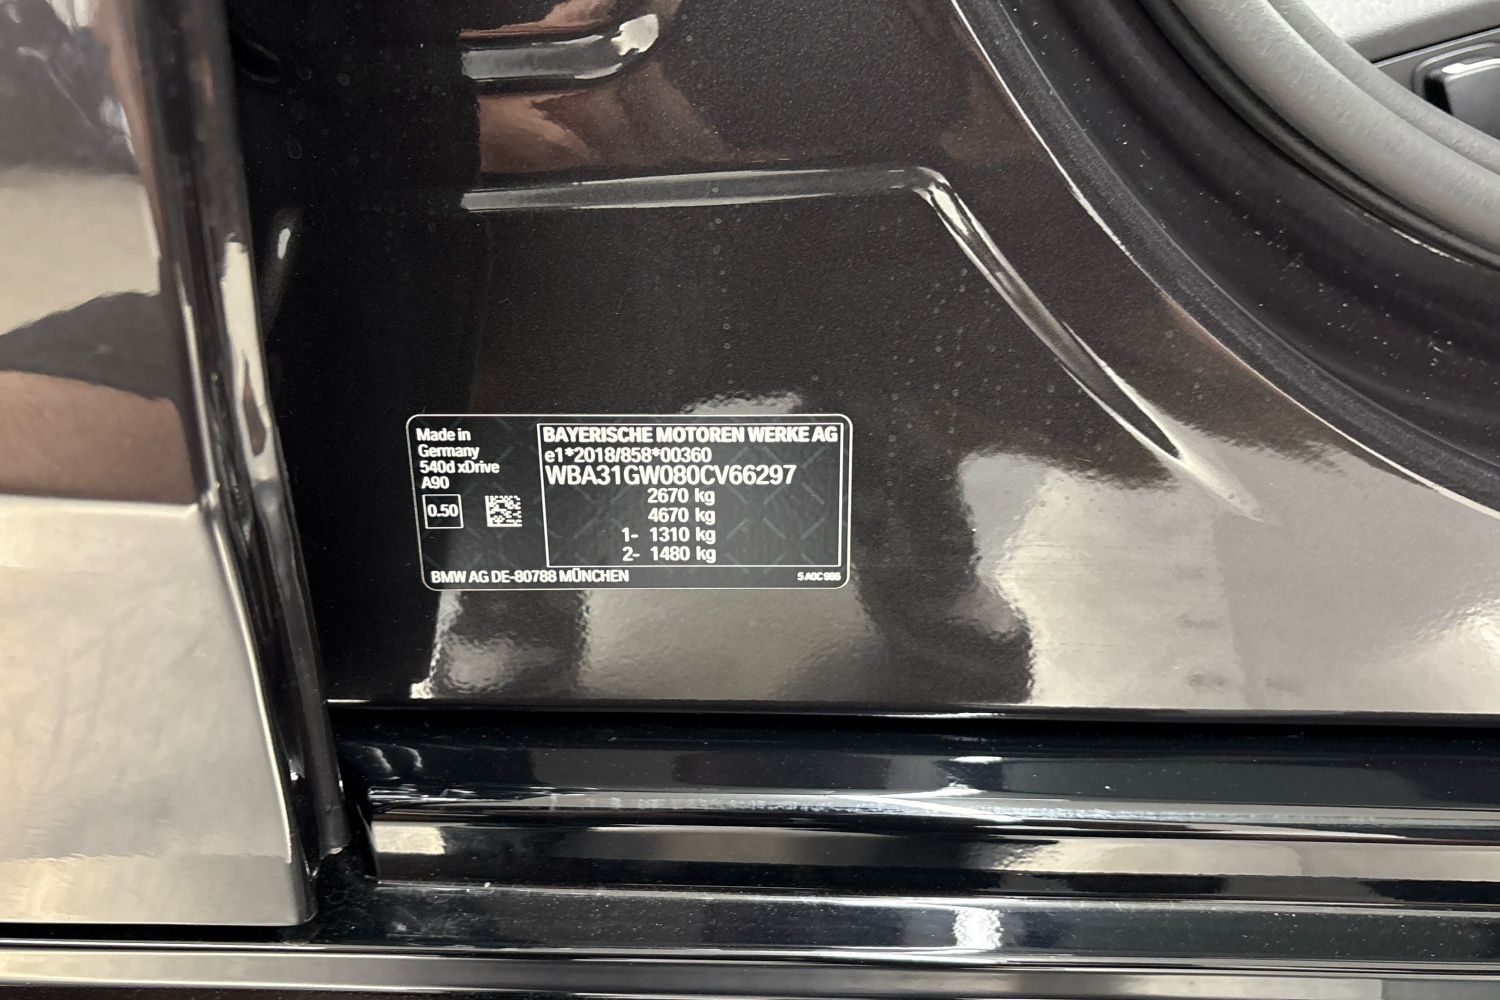 Made in
Germany
540d xDrive
A90
0.50
BAYERISCHE MOTOREN WERKE AG
e1*2018/858*00360
WBA31GW080CV66297
2670 kg
4670 kg
1- 1310 kg
2- 1480 kg
BMW AG DE-80788 MÜNCHEN
5A0C986